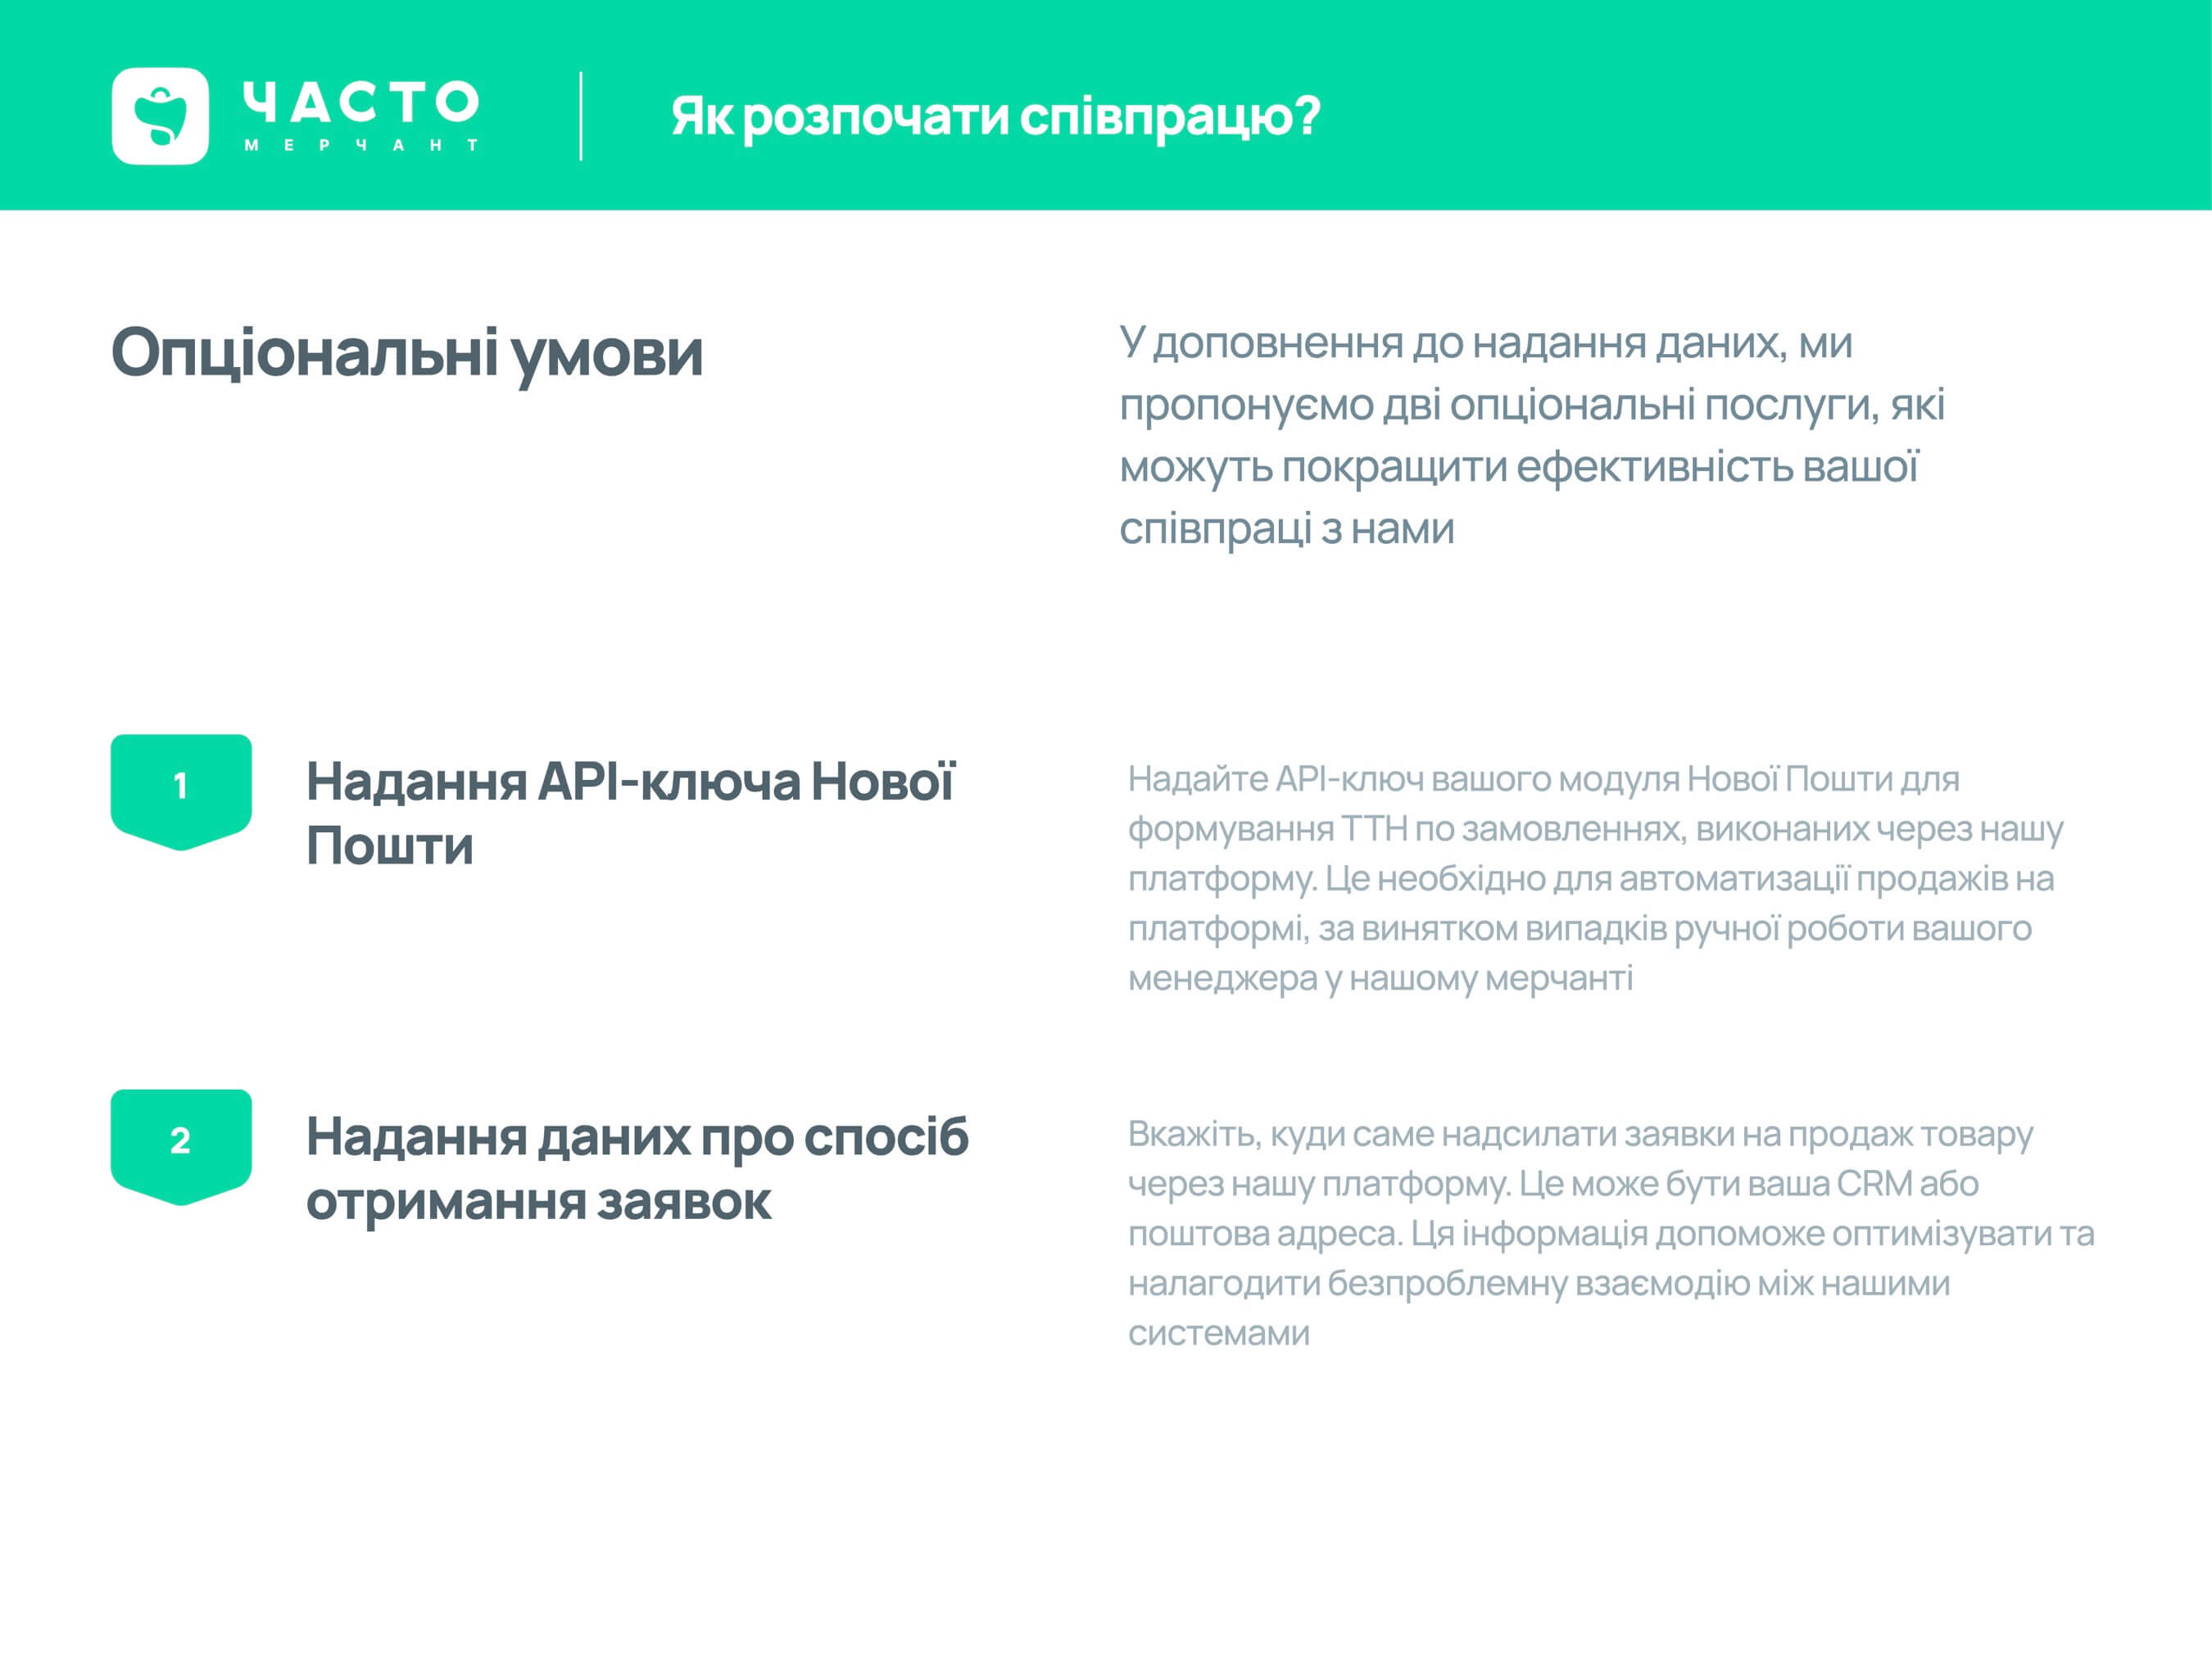 ЧАСТО
МЕРЧАНТ
Як розпочати співпрацю?
Опціональні умови
У доповнення до надання даних, ми
пропонуємо дві опціональні послуги, які
можуть покращити ефективність вашої
співпраці з нами
1
Надання API-ключа Нової
Пошти
Надайте API-ключ вашого модуля Нової Пошти для
формування ТТН по замовленнях, виконаних через нашу
платформу. Це необхідно для автоматизації продажів на
платформі, за винятком випадків ручної роботи вашого
менеджера у нашому мерчанті
2
Надання даних про спосіб
отримання заявок
Вкажіть, куди саме надсилати заявки на продаж товару
через нашу платформу. Це може бути ваша CRM або
поштова адреса. Ця інформація допоможе оптимізувати та
налагодити безпроблемну взаємодію між нашими
системами